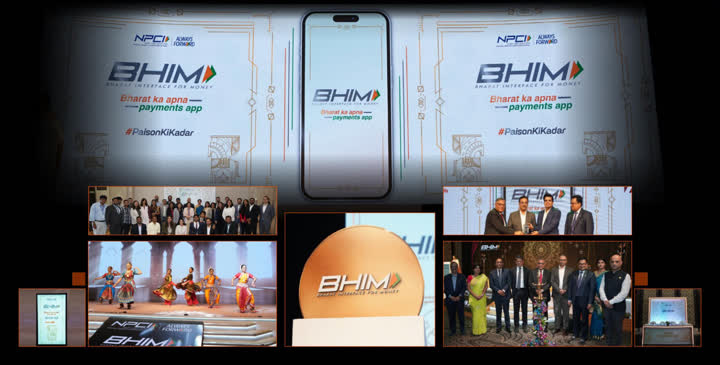 NPCI ALWAYS FORWARD
BHIM
BHARAT INTERFACE FOR MONEY
Bharat ka apna
payments app
#PaisonKiKadar
BHIM
BHARAT INTERFACE FOR MONEY
Bharat ka apna
payments app
NPCI ALWAYS FORWARD
BHIM
BHARAT INTERFACE FOR MONEY
Bharat ka apna
payments app
#PaisonKiKadar
BHIM
BHIM
BHARAT INTERFACE FOR MONEY
BHIM
NPCI ALWAYS FORWARD
BHIM
BHIM